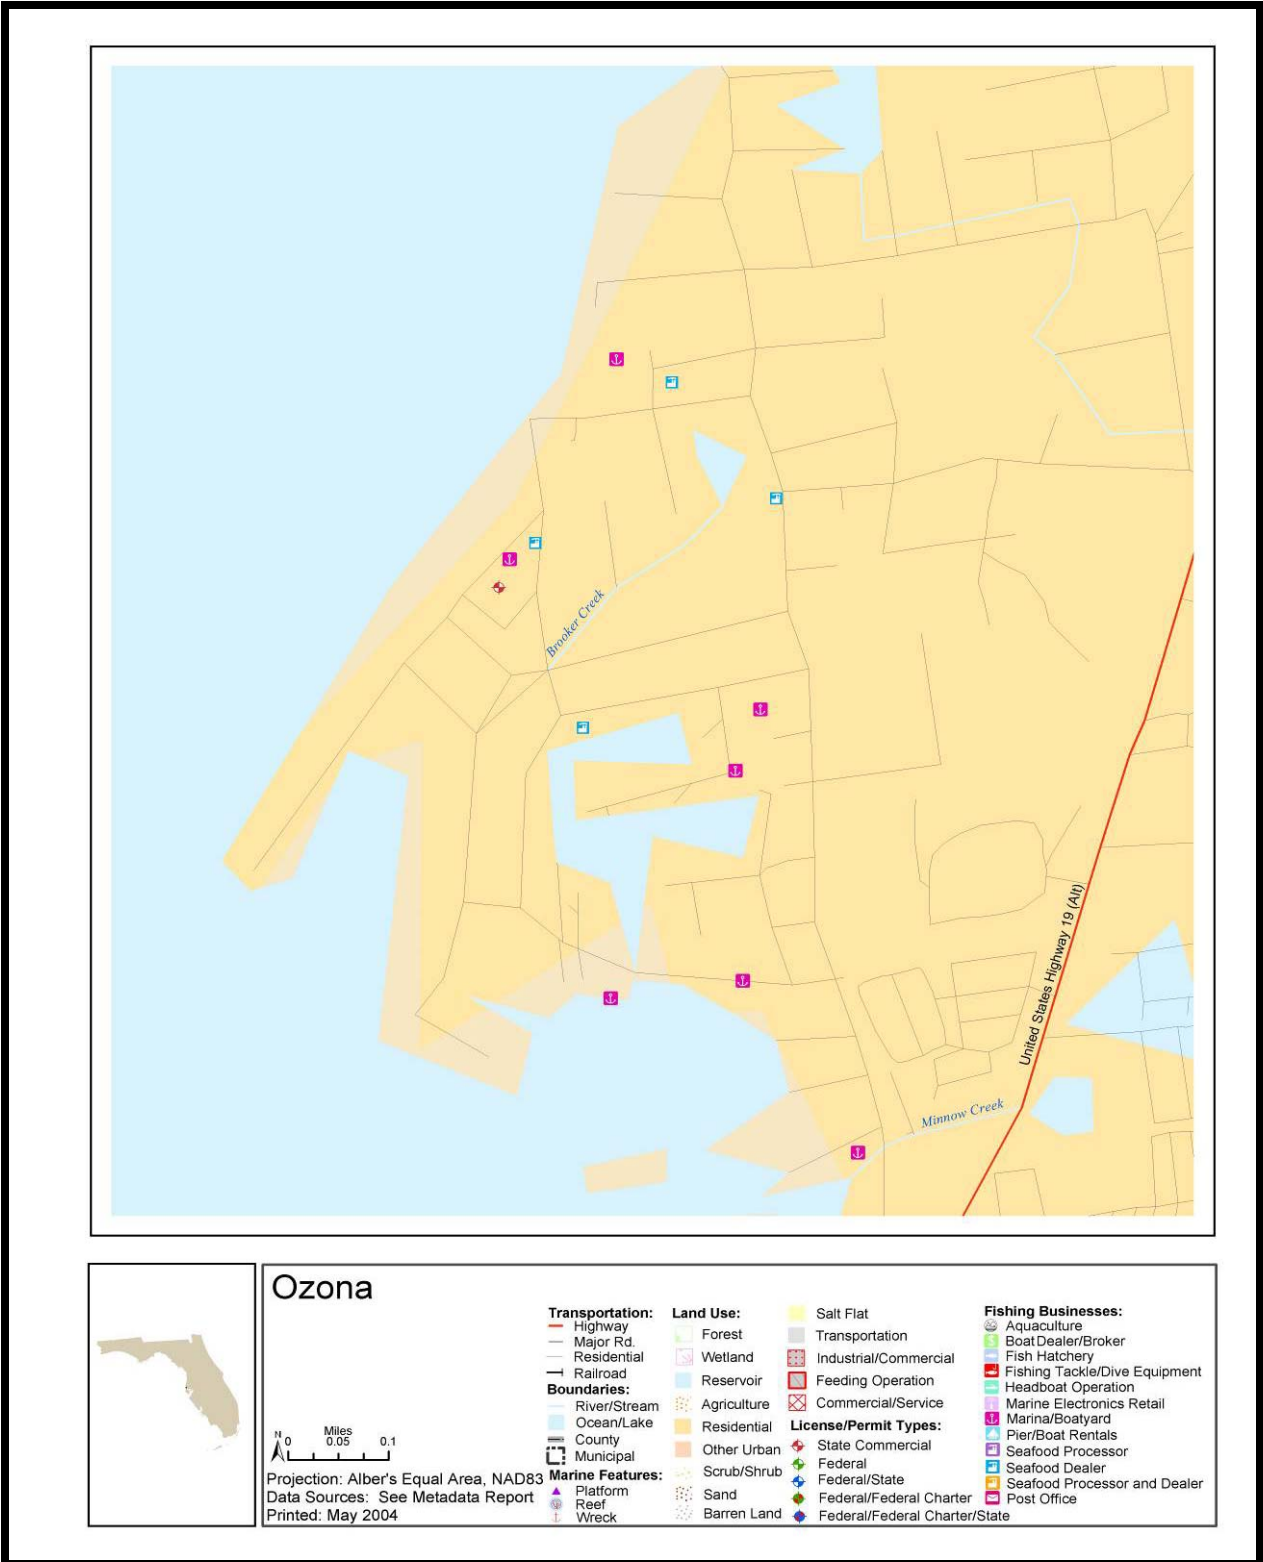 Brooker Creek
United States Highway 19 (Alt)
Minnow Creek
Ozona
N
Miles
0 0.05 0.1
Projection: Alber's Equal Area, NAD83
Data Sources: See Metadata Report
Printed: May 2004
Transportation:
Highway
Major Rd.
Residential
Railroad
Boundaries:
River/Stream
Ocean/Lake
County
Municipal
Marine Features:
Platform
Reef
Wreck
Land Use:
Forest
Wetland
Reservoir
Agriculture
Residential
Other Urban
Scrub/Shrub
Sand
Barren Land
Salt Flat
Transportation
Industrial/Commercial
Feeding Operation
Commercial/Service
License/Permit Types:
State Commercial
Federal
Federal/State
Federal/Federal Charter
Federal/Federal Charter/State
Fishing Businesses:
Aquaculture
Boat Dealer/Broker
Fish Hatchery
Fishing Tackle/Dive Equipment
Headboat Operation
Marine Electronics Retail
Marina/Boatyard
Pier/Boat Rentals
Seafood Processor
Seafood Dealer
Seafood Processor and Dealer
Post Office